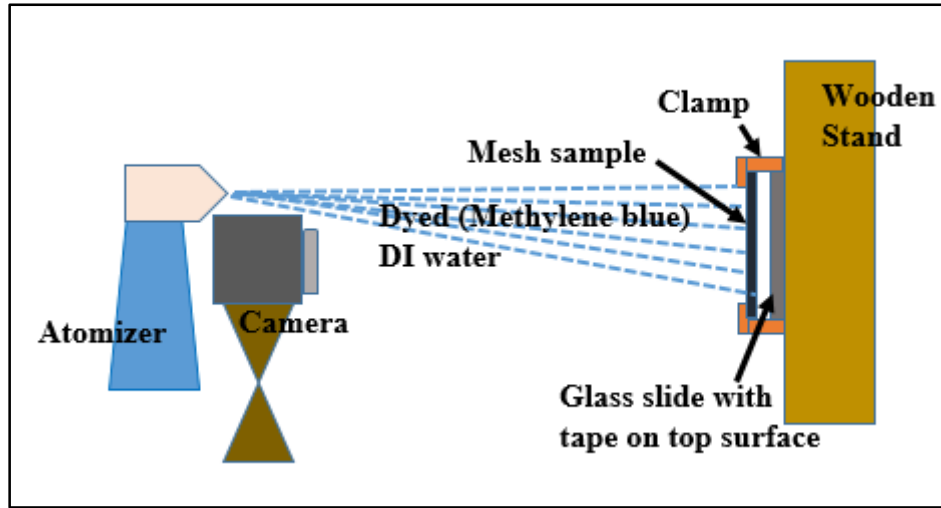 Clamp
Wooden
Stand
Mesh sample
Dyed (Methylene blue)
DI water
Atomizer
Camera
Glass slide with
tape on top surface